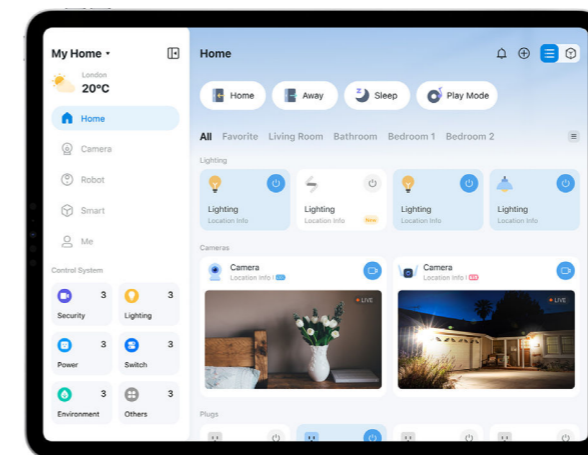 My Home
London
20°C
Home
Camera
Robot
Smart
Me
Control System
3
Security
3
Lighting
3
Power
3
Switch
3
Environment
3
Others
Home
Home Away Sleep Play Mode
All Favorite Living Room Bathroom Bedroom 1 Bedroom 2
Lighting
Lighting
Location Info
Lighting
Location Info
Lighting
Location Info
Lighting
Location Info
Cameras
Camera
Location Info |
LIVE
Camera
Location Info |
LIVE
Plugs